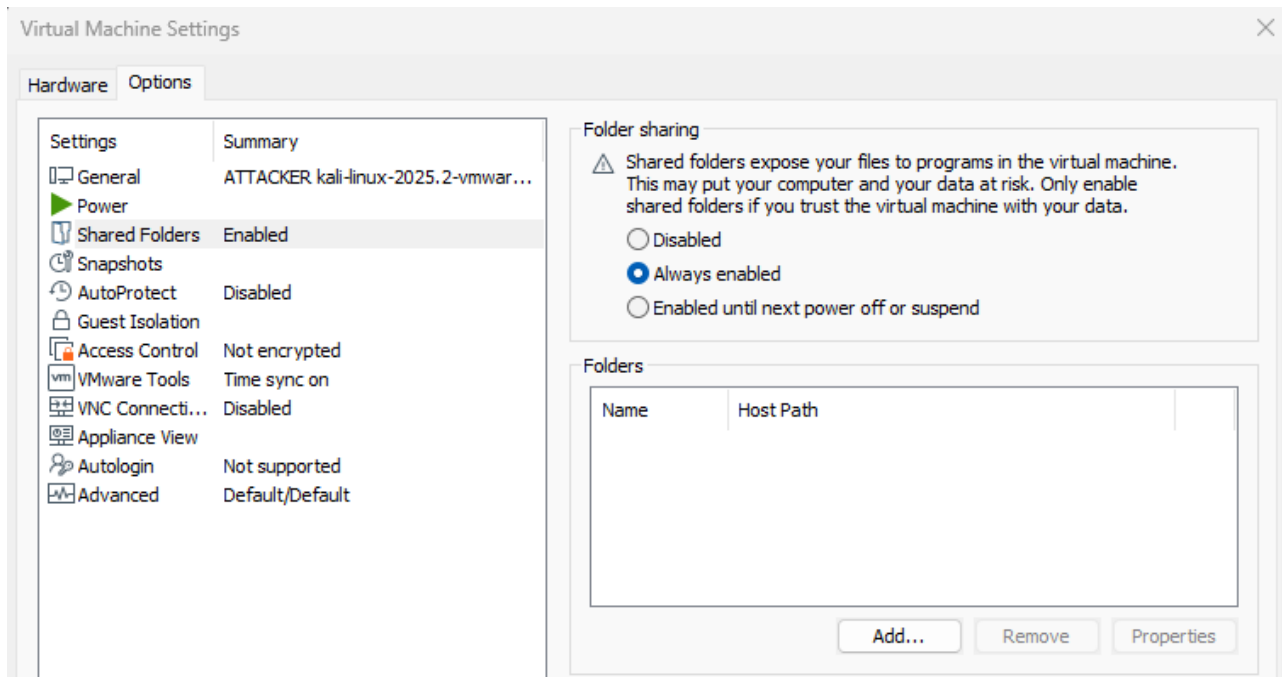 Virtual Machine Settings
Hardware Options
Settings Summary
General ATTACKER kali-linux-2025.2-vmwar...
Power
Shared Folders Enabled
Snapshots
AutoProtect Disabled
Guest Isolation
Access Control Not encrypted
vm VMware Tools Time sync on
VNC Connecti... Disabled
Appliance View
Autologin Not supported
Advanced Default/Default
Folder sharing
Shared folders expose your files to programs in the virtual machine.
This may put your computer and your data at risk. Only enable
shared folders if you trust the virtual machine with your data.
Disabled
Always enabled
Enabled until next power off or suspend
Folders
Name Host Path
Add... Remove Properties